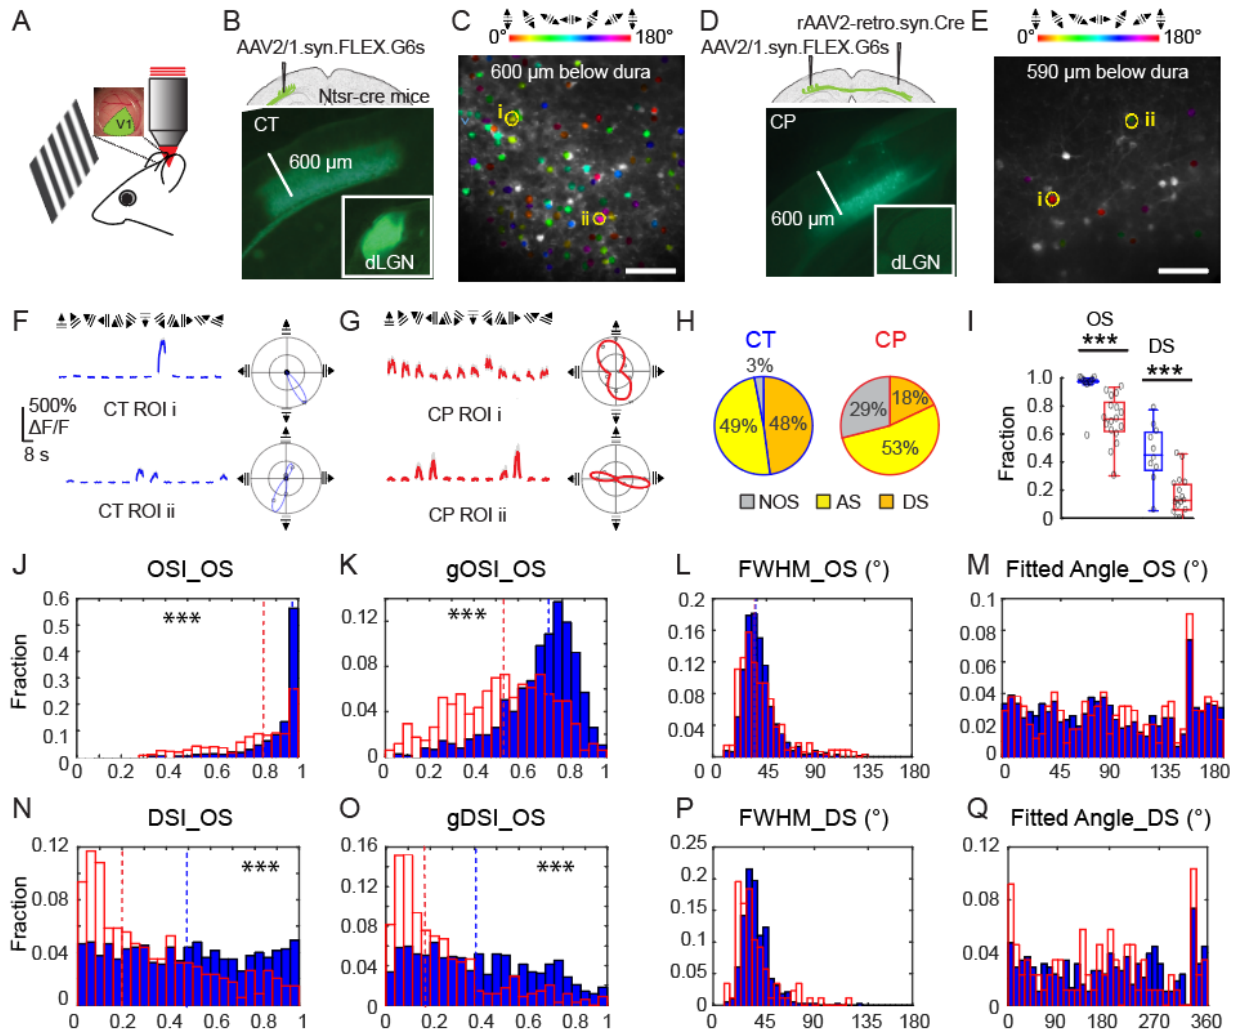 A
V1
B
AAV2/1.syn.FLEX.G6s
Ntsr-cre mice
CT
600 µm
dLGN
C
0°
180°
600 µm below dura
i
ii
D
rAAV2-retro.syn.Cre
AAV2/1.syn.FLEX.G6s
CP
600 µm
dLGN
E
0°
180°
590 µm below dura
ii
i
F
CT ROI i
500%
ΔF/F
8 s
CT ROI ii
G
CP ROI i
CP ROI ii
H
CT
CP
3%
49%
48%
29%
18%
53%
NOS
AS
DS
I
OS
***
DS
***
Fraction
1.0
0.8
0.6
0.4
0.2
0
J
OSI_OS
***
Fraction
0.6
0.5
0.4
0.3
0.2
0.1
0
0 0.2 0.4 0.6 0.8 1
K
gOSI_OS
***
0.12
0.08
0.04
0
0 0.2 0.4 0.6 0.8 1
L
FWHM_OS (°)
0.2
0.16
0.12
0.08
0.04
0
0 45 90 135 180
M
Fitted Angle_OS (°)
0.1
0.08
0.06
0.04
0.02
0
0 45 90 135 180
N
DSI_OS
***
Fraction
0.12
0.08
0.04
0
0 0.2 0.4 0.6 0.8 1
O
gDSI_OS
***
0.16
0.12
0.08
0.04
0
0 0.2 0.4 0.6 0.8 1
P
FWHM_DS (°)
0.25
0.2
0.15
0.1
0.05
0
0 45 90 135 180
Q
Fitted Angle_DS (°)
0.12
0.08
0.04
0
0 90 180 270 360